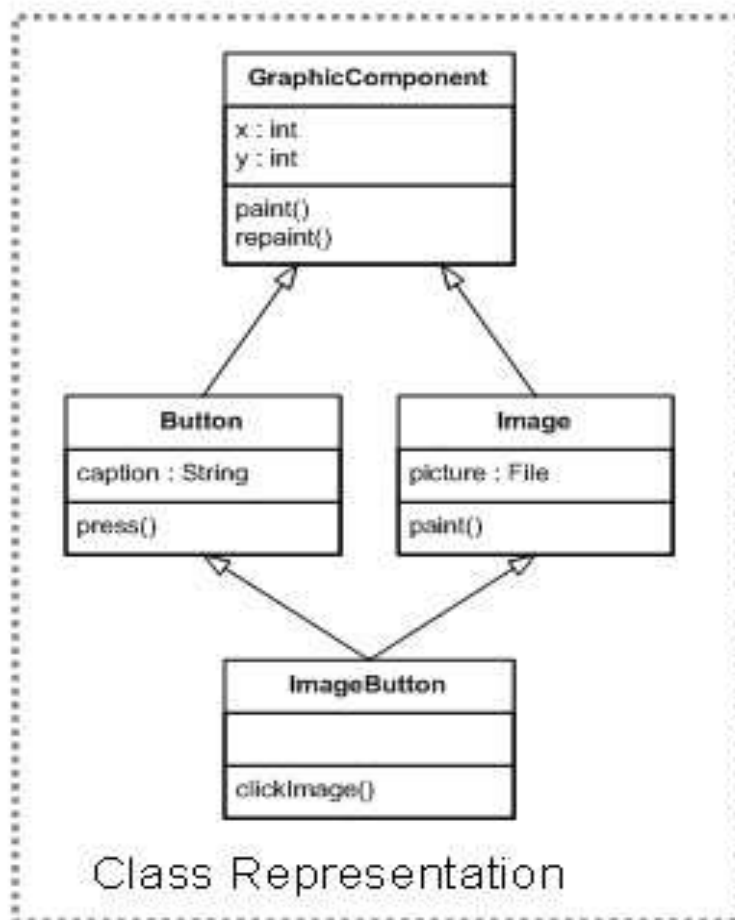 GraphicComponent
x : int
y : int
paint()
repaint()
Button
caption : String
press()
Image
picture : File
paint()
ImageButton
clickImage()
Class Representation